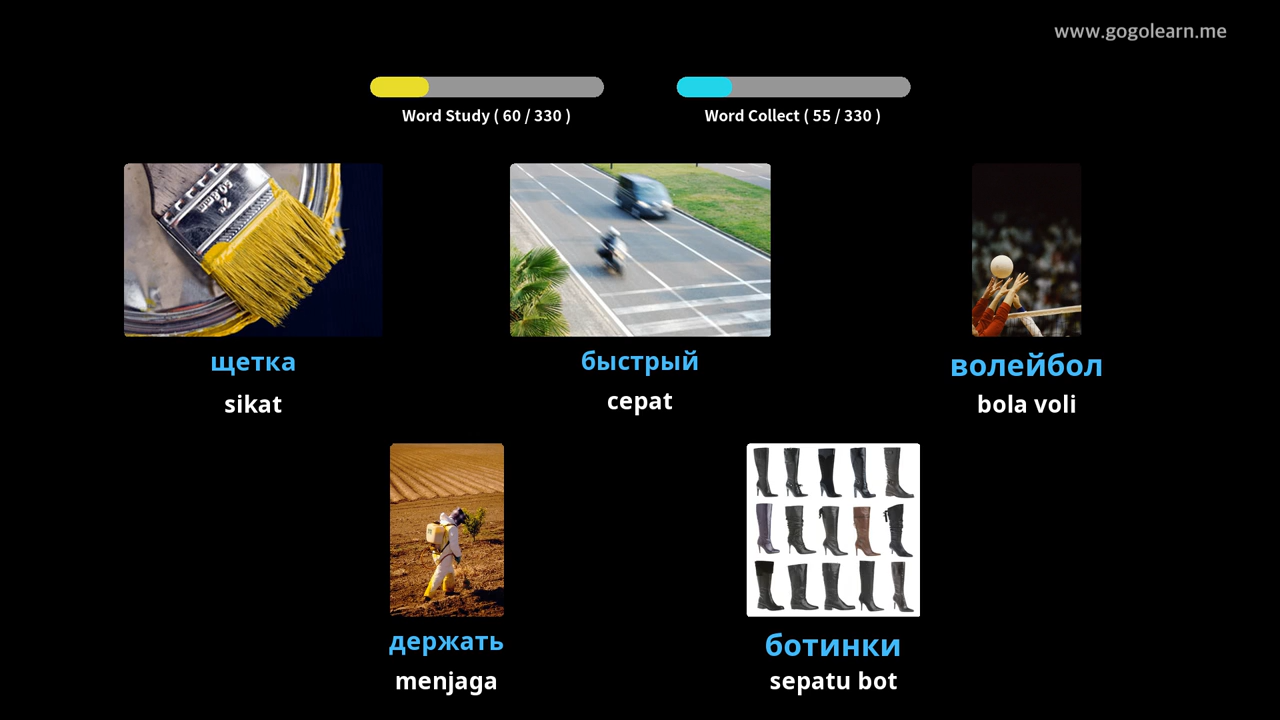 www.gogolearn.me
Word Study ( 60 / 330 )
Word Collect ( 55 / 330 )
щетка
sikat
быстрый
cepat
волейбол
bola voli
держать
menjaga
ботинки
sepatu bot